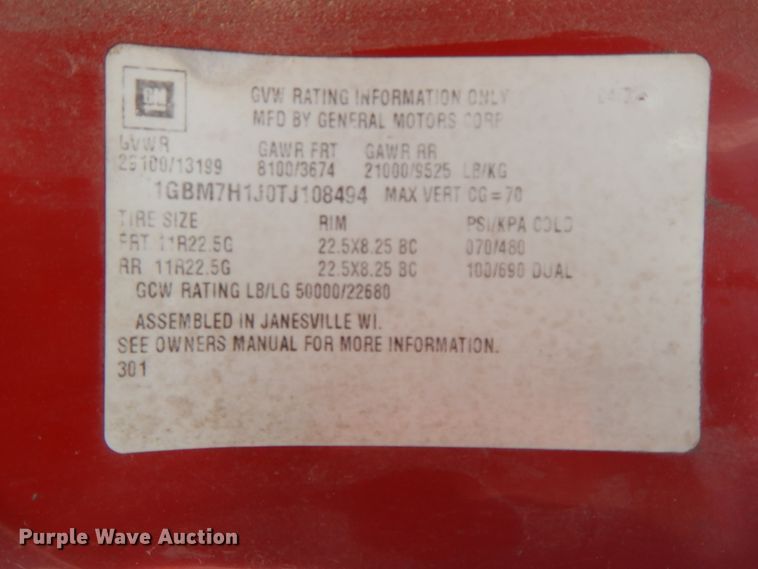 GM
GVW RATING INFORMATION ONLY
MFD BY GENERAL MOTORS CORP
GVWR GAWR FRT GAWR RR
29100/13199 8100/3674 21000/9525 LB/KG
1GBM7H1J0TJ108494 MAX VERT CG=70
TIRE SIZE RIM PSI/KPA COLD
FRT 11R22.5G 22.5X8.25 BC 070/480
RR 11R22.5G 22.5X8.25 BC 100/690 DUAL
GCW RATING LB/LG 50000/22680
ASSEMBLED IN JANESVILLE WI.
SEE OWNERS MANUAL FOR MORE INFORMATION.
301
Purple Wave Auction